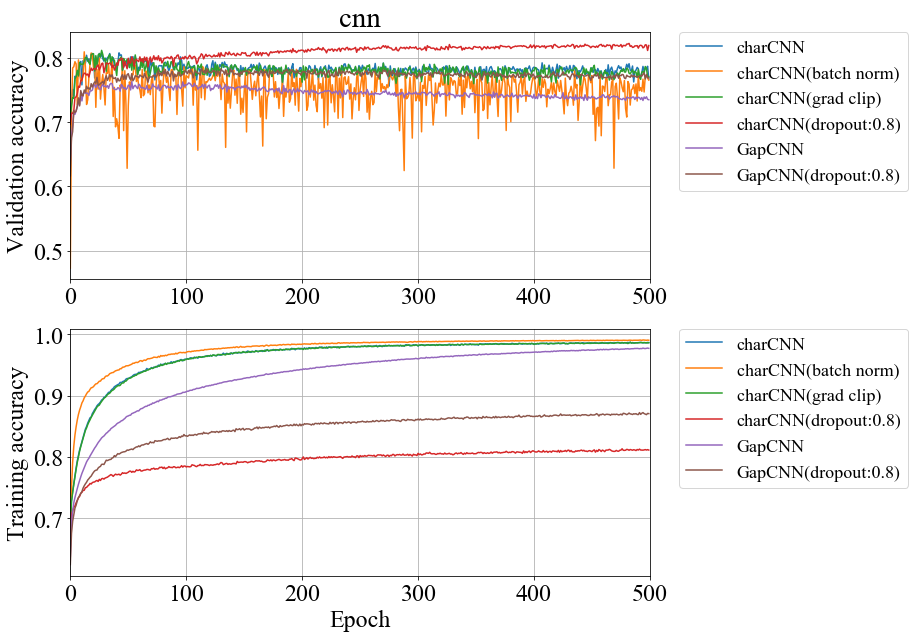 cnn
Validation accuracy
0.8
0.7
0.6
0.5
0 100 200 300 400 500
charCNN
charCNN(batch norm)
charCNN(grad clip)
charCNN(dropout:0.8)
GapCNN
GapCNN(dropout:0.8)
Training accuracy
1.0
0.9
0.8
0.7
0 100 200 300 400 500
Epoch
charCNN
charCNN(batch norm)
charCNN(grad clip)
charCNN(dropout:0.8)
GapCNN
GapCNN(dropout:0.8)